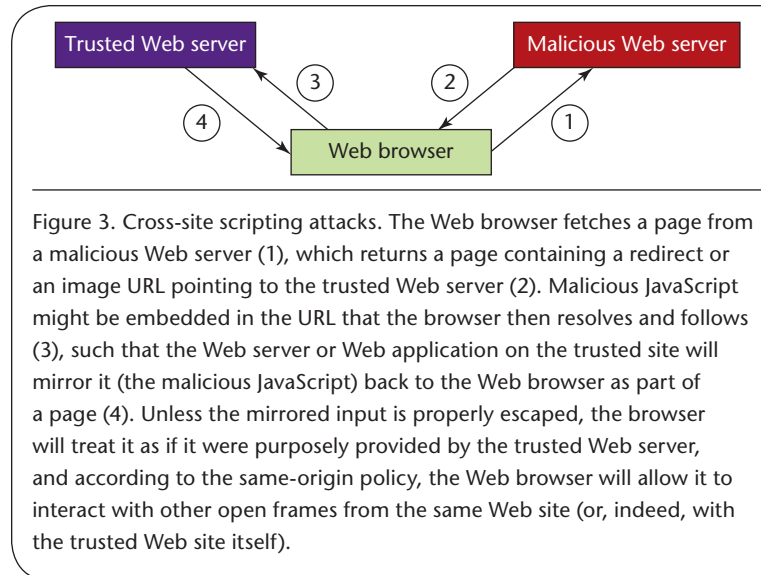 Trusted Web server
Malicious Web server
3
2
4
1
Web browser
Figure 3. Cross-site scripting attacks. The Web browser fetches a page from
a malicious Web server (1), which returns a page containing a redirect or
an image URL pointing to the trusted Web server (2). Malicious JavaScript
might be embedded in the URL that the browser then resolves and follows
(3), such that the Web server or Web application on the trusted site will
mirror it (the malicious JavaScript) back to the Web browser as part of
a page (4). Unless the mirrored input is properly escaped, the browser
will treat it as if it were purposely provided by the trusted Web server,
and according to the same-origin policy, the Web browser will allow it to
interact with other open frames from the same Web site (or, indeed, with
the trusted Web site itself).